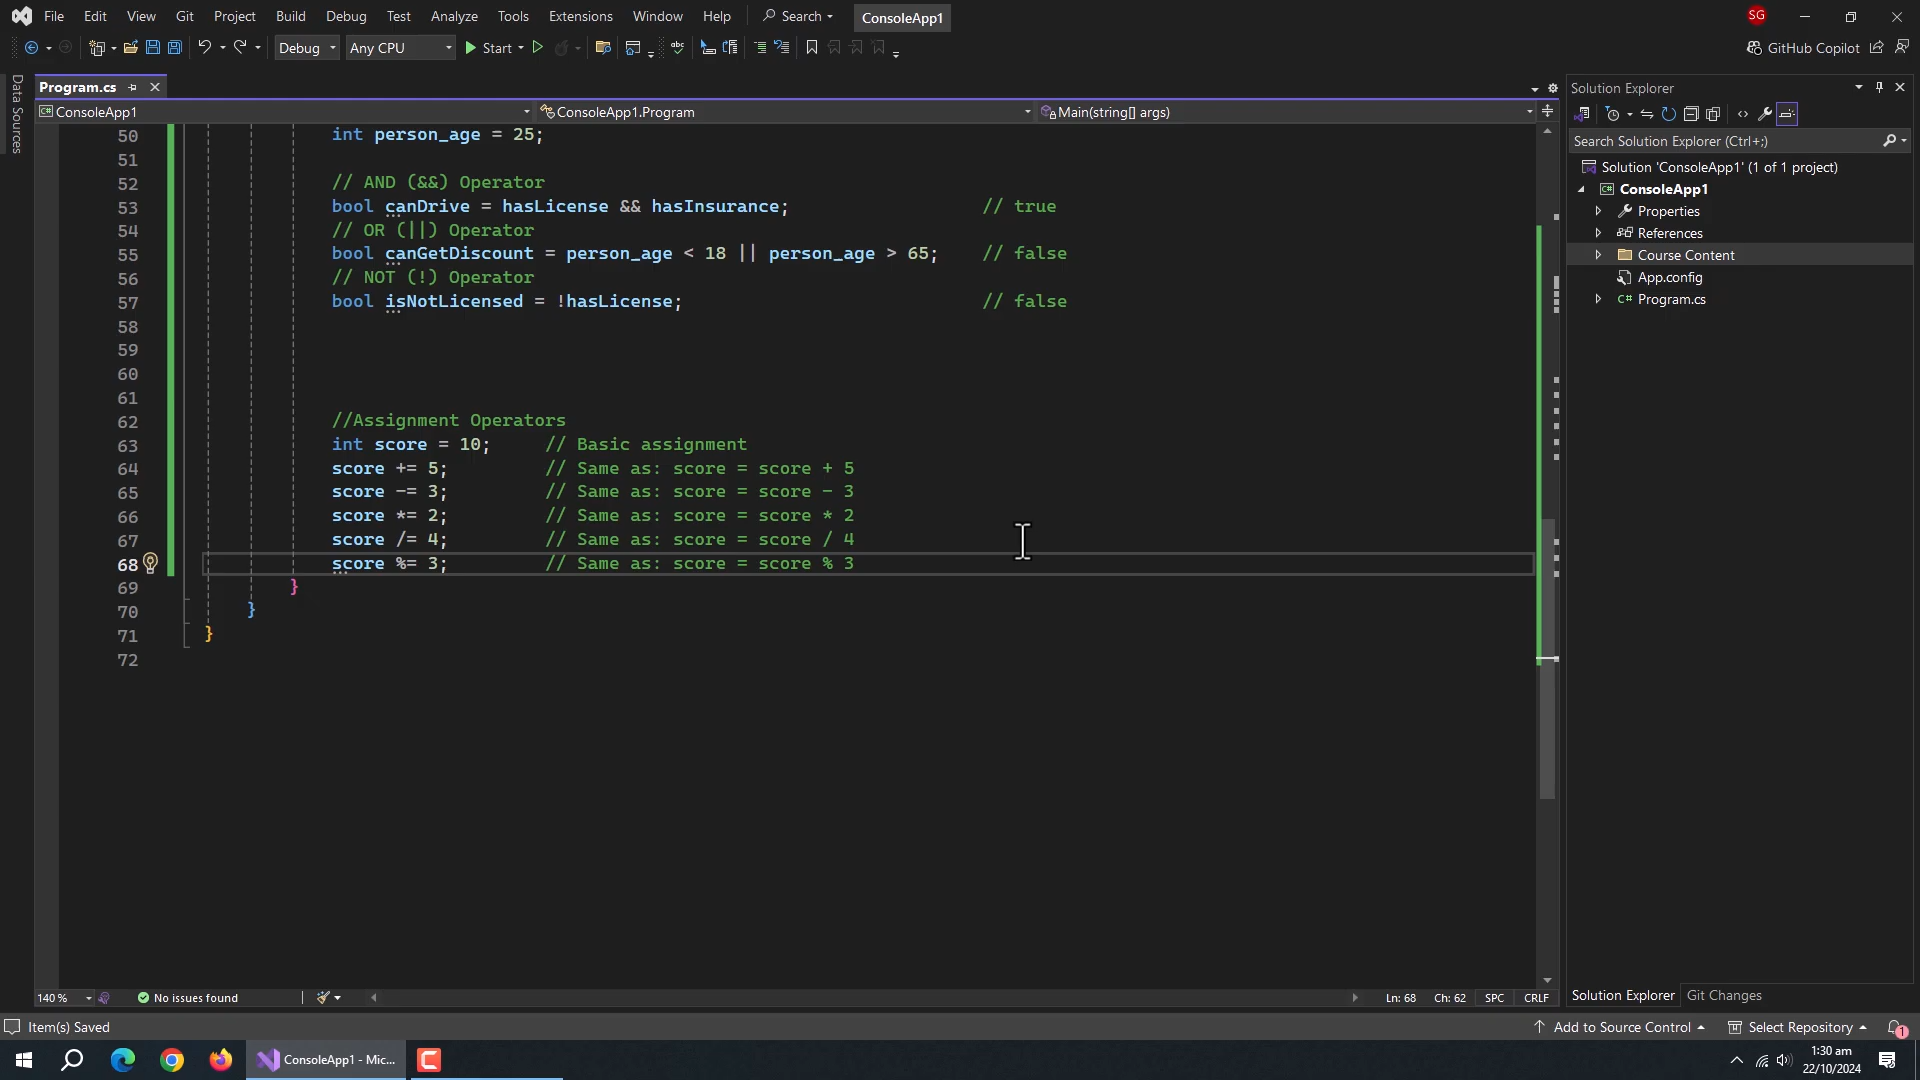 File Edit View Git Project Build Debug Test Analyze Tools Extensions Window Help Search ConsoleApp1 SG
Debug Any CPU Start GitHub Copilot
Data Sources
Program.cs
ConsoleApp1 ConsoleApp1.Program Main(string[] args)
50 int person_age = 25;
51
52 // AND (&&) Operator
53 bool canDrive = hasLicense && hasInsurance; // true
54 // OR (||) Operator
55 bool canGetDiscount = person_age < 18 || person_age > 65; // false
56 // NOT (!) Operator
57 bool isNotLicensed = !hasLicense; // false
58
59
60
61
62 //Assignment Operators
63 int score = 10; // Basic assignment
64 score += 5; // Same as: score = score + 5
65 score -= 3; // Same as: score = score - 3
66 score *= 2; // Same as: score = score * 2
67 score /= 4; // Same as: score = score / 4
68 score %= 3; // Same as: score = score % 3
69 }
70 }
71 }
72
140 % No issues found Ln: 68 Ch: 62 SPC CRLF
Solution Explorer
Search Solution Explorer (Ctrl+;)
Solution 'ConsoleApp1' (1 of 1 project)
C# ConsoleApp1
Properties
References
Course Content
App.config
C# Program.cs
Solution Explorer Git Changes
Item(s) Saved Add to Source Control Select Repository 1
ConsoleApp1 - Mic...
1:30 am
22/10/2024